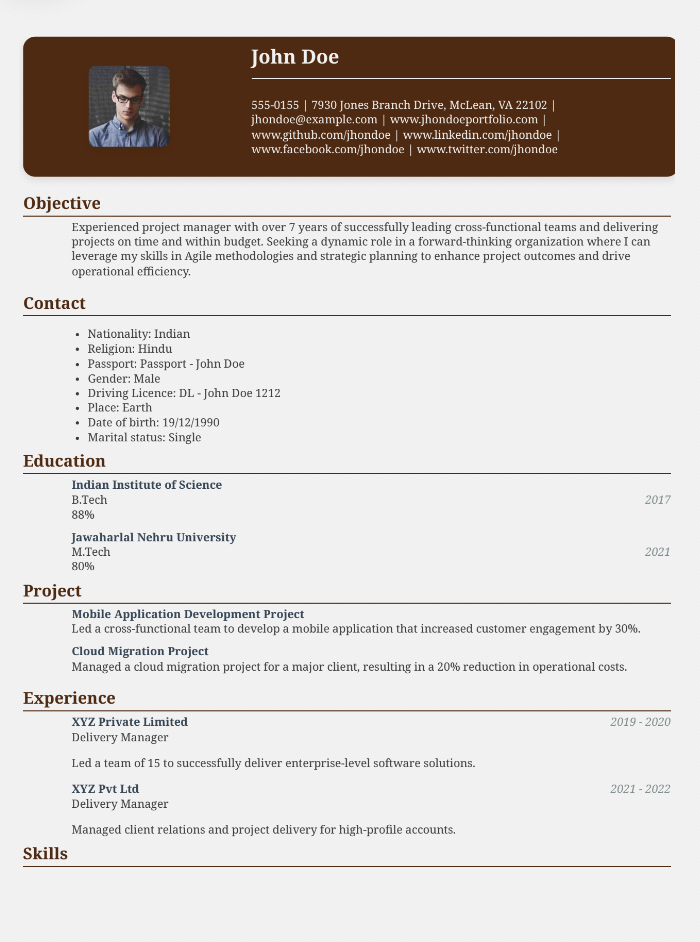 John Doe
555-0155 | 7930 Jones Branch Drive, McLean, VA 22102 |
jhondoe@example.com | www.jhondoeportfolio.com |
www.github.com/jhondoe | www.linkedin.com/jhondoe |
www.facebook.com/jhondoe | www.twitter.com/jhondoe
Objective
Experienced project manager with over 7 years of successfully leading cross-functional teams and delivering
projects on time and within budget. Seeking a dynamic role in a forward-thinking organization where I can
leverage my skills in Agile methodologies and strategic planning to enhance project outcomes and drive
operational efficiency.
Contact
• Nationality: Indian
• Religion: Hindu
• Passport: Passport - John Doe
• Gender: Male
• Driving Licence: DL - John Doe 1212
• Place: Earth
• Date of birth: 19/12/1990
• Marital status: Single
Education
Indian Institute of Science
B.Tech 2017
88%
Jawaharlal Nehru University
M.Tech 2021
80%
Project
Mobile Application Development Project
Led a cross-functional team to develop a mobile application that increased customer engagement by 30%.
Cloud Migration Project
Managed a cloud migration project for a major client, resulting in a 20% reduction in operational costs.
Experience
XYZ Private Limited 2019 - 2020
Delivery Manager
Led a team of 15 to successfully deliver enterprise-level software solutions.
XYZ Pvt Ltd 2021 - 2022
Delivery Manager
Managed client relations and project delivery for high-profile accounts.
Skills